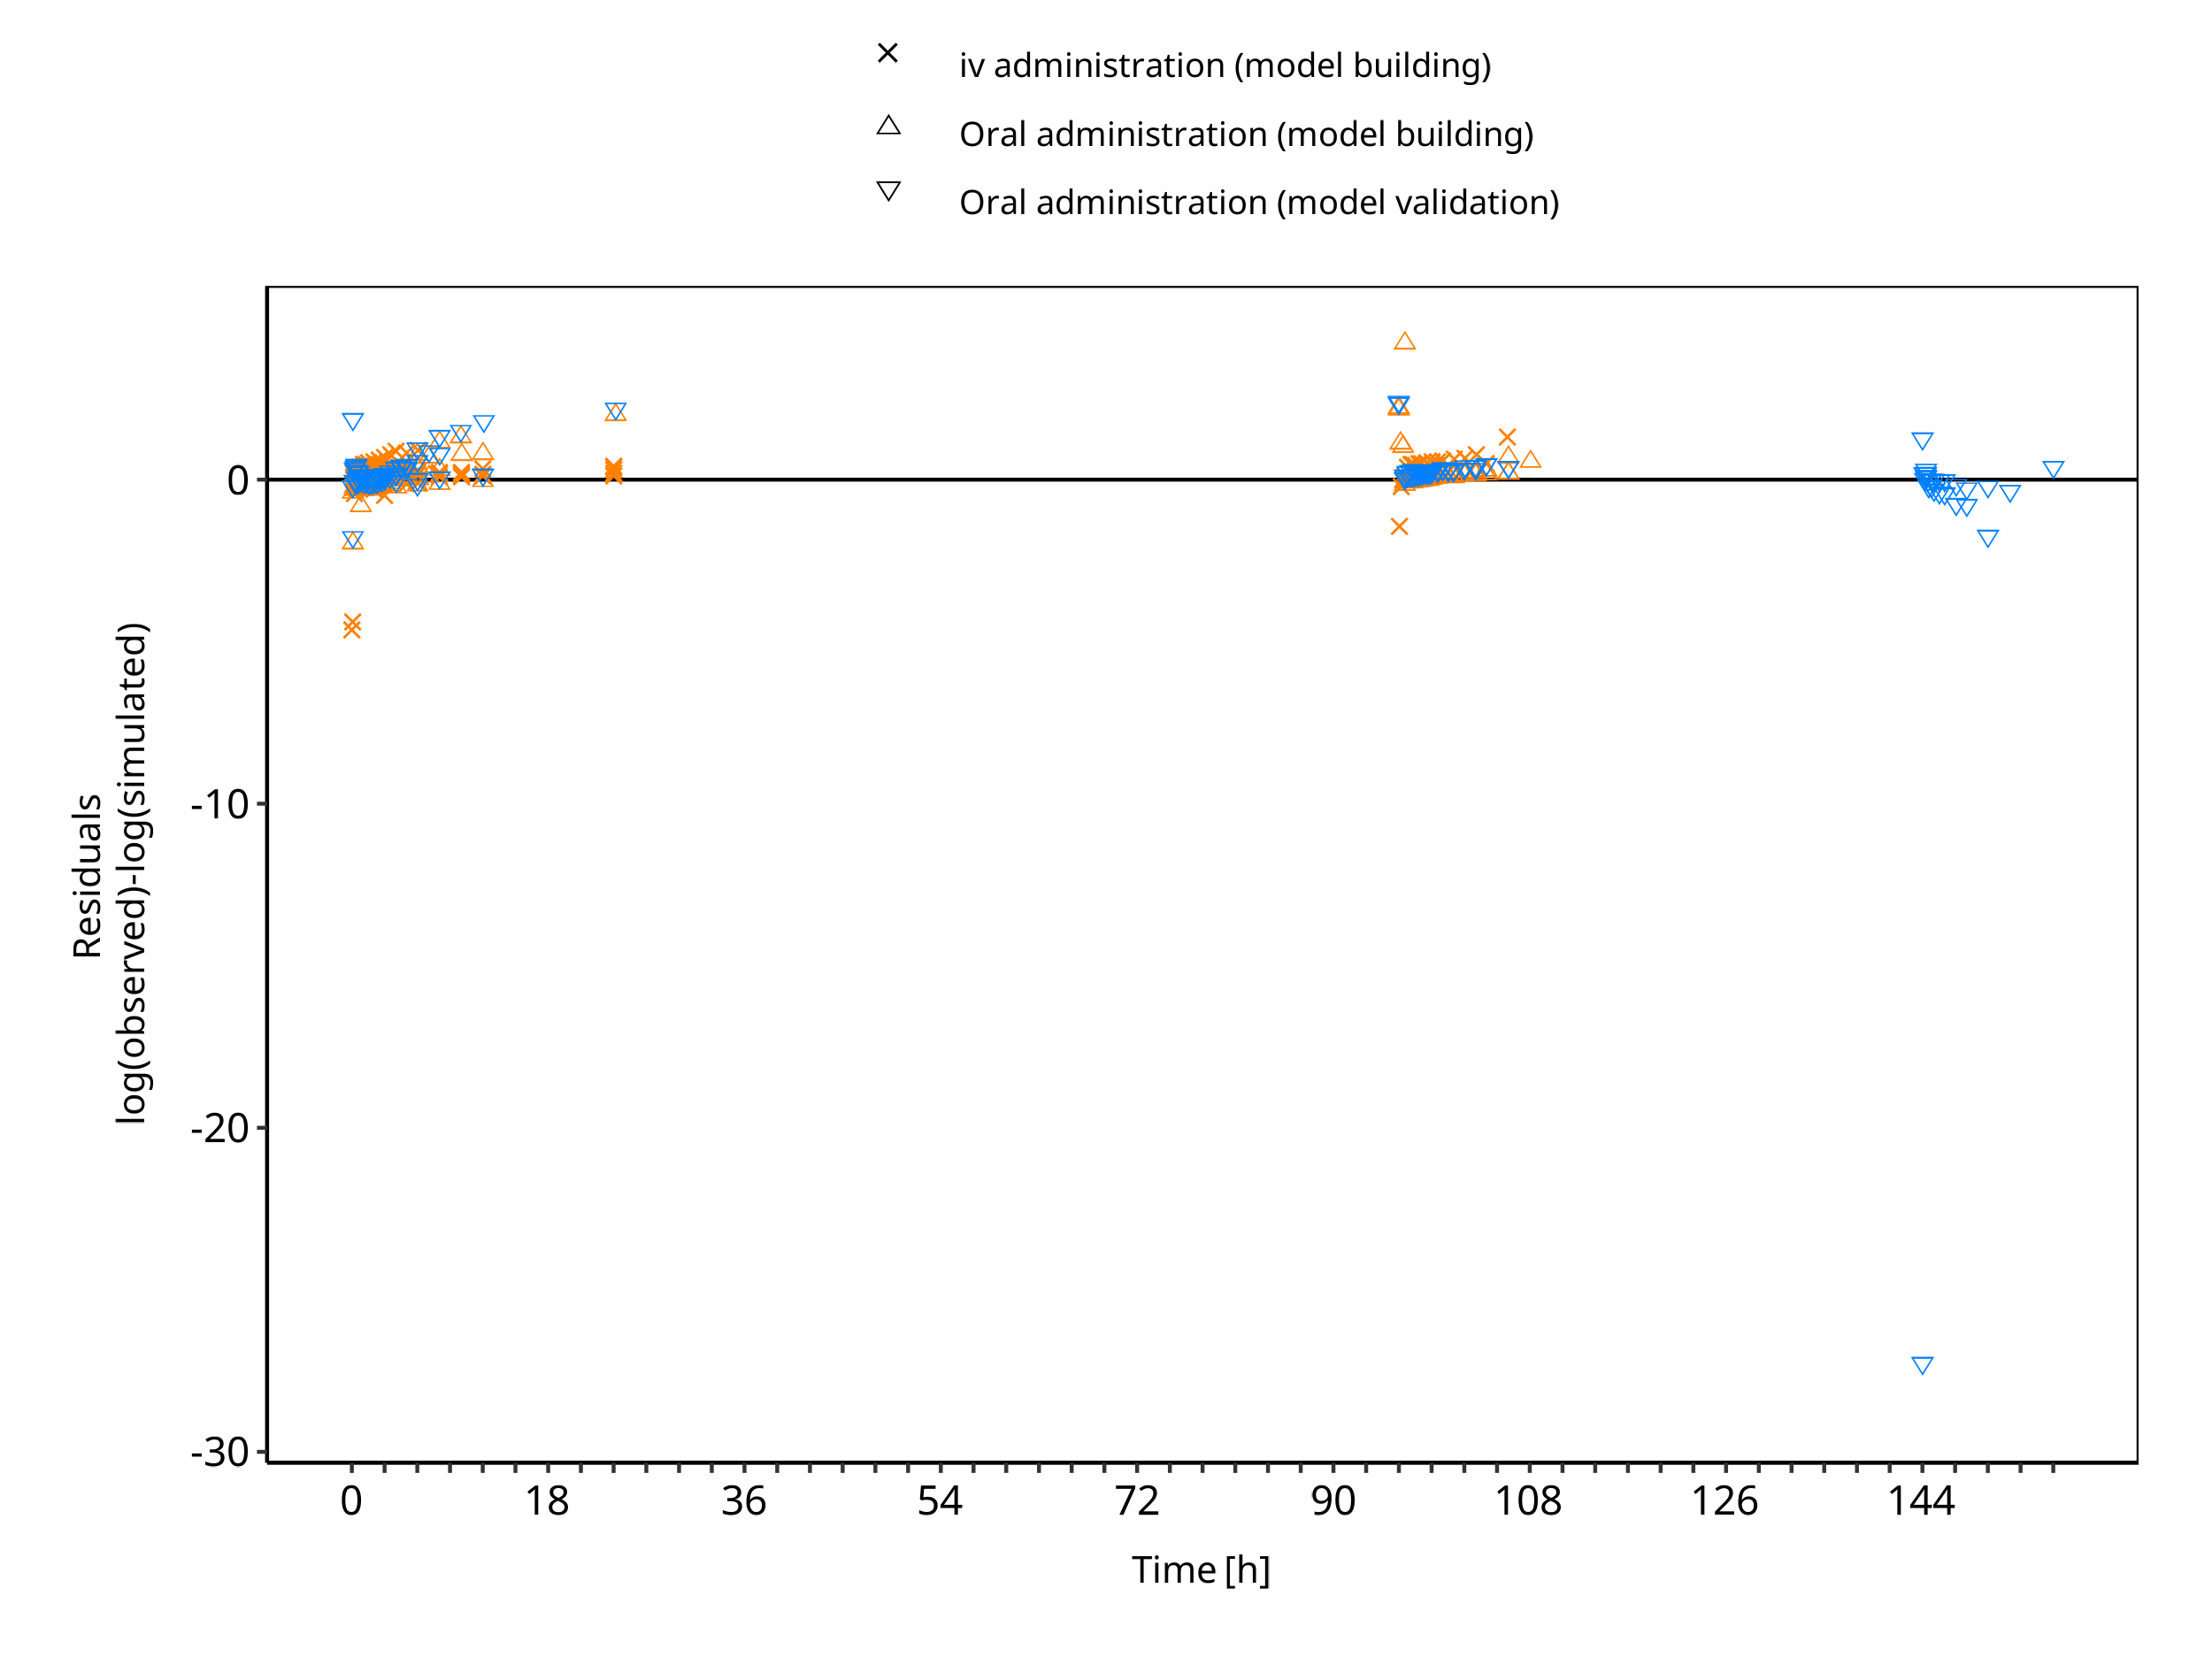 iv administration (model building)
Oral administration (model building)
Oral administration (model validation)
Residuals
log(observed)-log(simulated)
0
-10
-20
-30
0 18 36 54 72 90 108 126 144
Time [h]